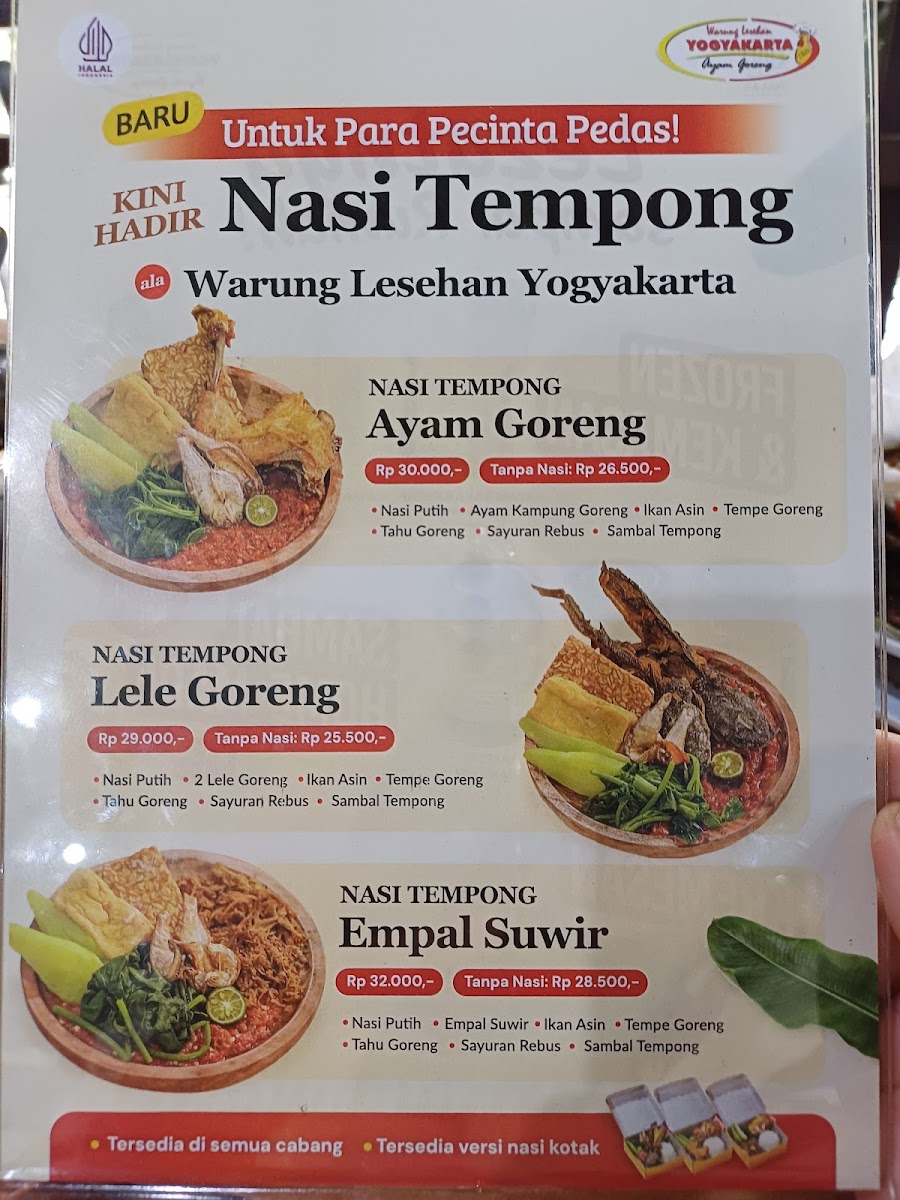 HALAL
INDONESIA
Warung Lesehan
YOGYAKARTA
Ayam Goreng
BARU
Untuk Para Pecinta Pedas!
KINI
HADIR
Nasi Tempong
ala Warung Lesehan Yogyakarta
NASI TEMPONG
Ayam Goreng
Rp 30.000,- Tanpa Nasi: Rp 26.500,-
• Nasi Putih • Ayam Kampung Goreng • Ikan Asin • Tempe Goreng
• Tahu Goreng • Sayuran Rebus • Sambal Tempong
NASI TEMPONG
Lele Goreng
Rp 29.000,- Tanpa Nasi: Rp 25.500,-
• Nasi Putih • 2 Lele Goreng • Ikan Asin • Tempe Goreng
• Tahu Goreng • Sayuran Rebus • Sambal Tempong
NASI TEMPONG
Empal Suwir
Rp 32.000,- Tanpa Nasi: Rp 28.500,-
• Nasi Putih • Empal Suwir • Ikan Asin • Tempe Goreng
• Tahu Goreng • Sayuran Rebus • Sambal Tempong
• Tersedia di semua cabang • Tersedia versi nasi kotak
FROZEN
& KEM
SAMBAL